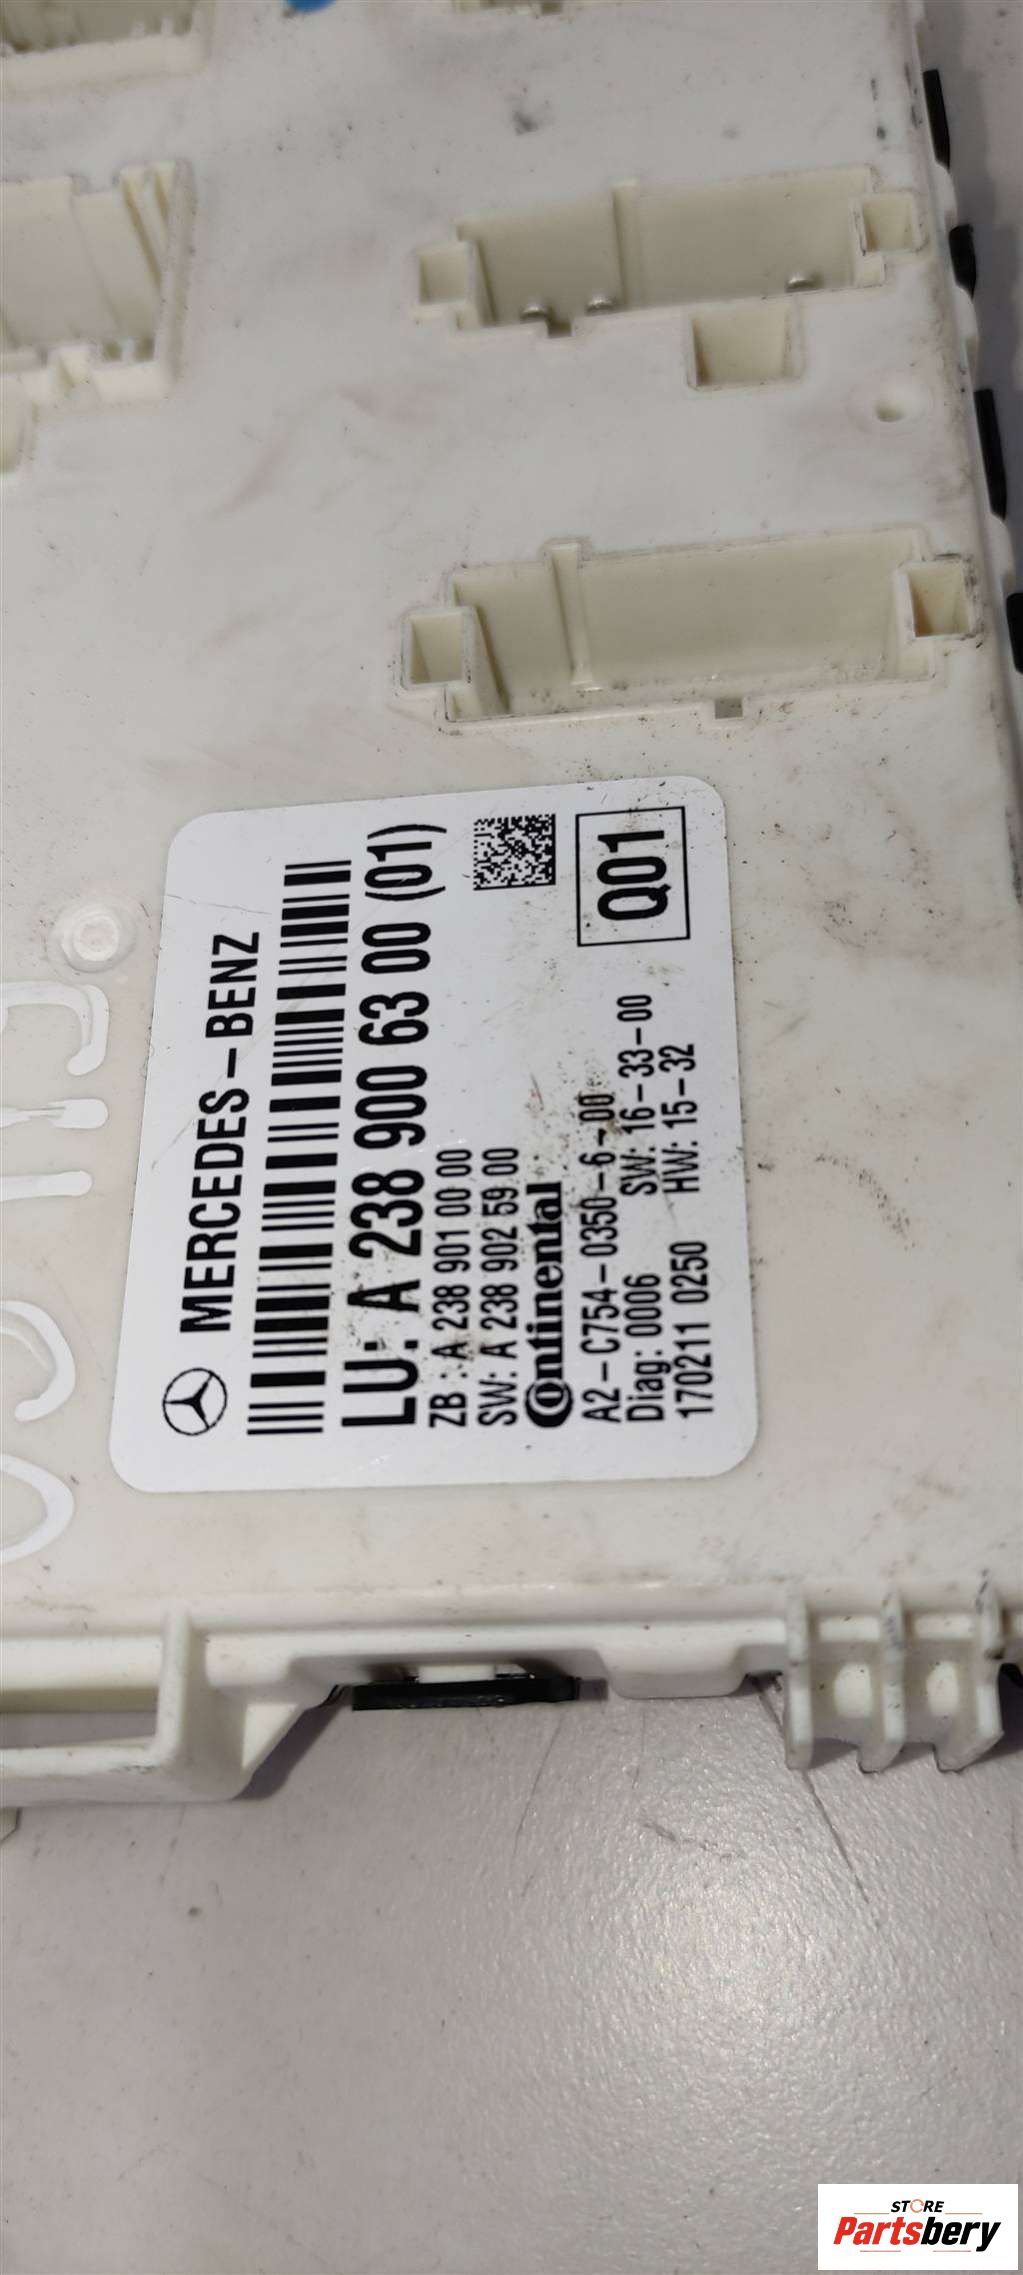 MERCEDES-BENZ
LU: A 238 900 63 00 (01)
ZB : A 238 901 00 00
SW: A 238 902 59 00
Continental
A2-C754-0350-6-00
Diag: 0006 SW: 16-33-00
170211 0250 HW: 15-32
Q01
STORE
Partsbery